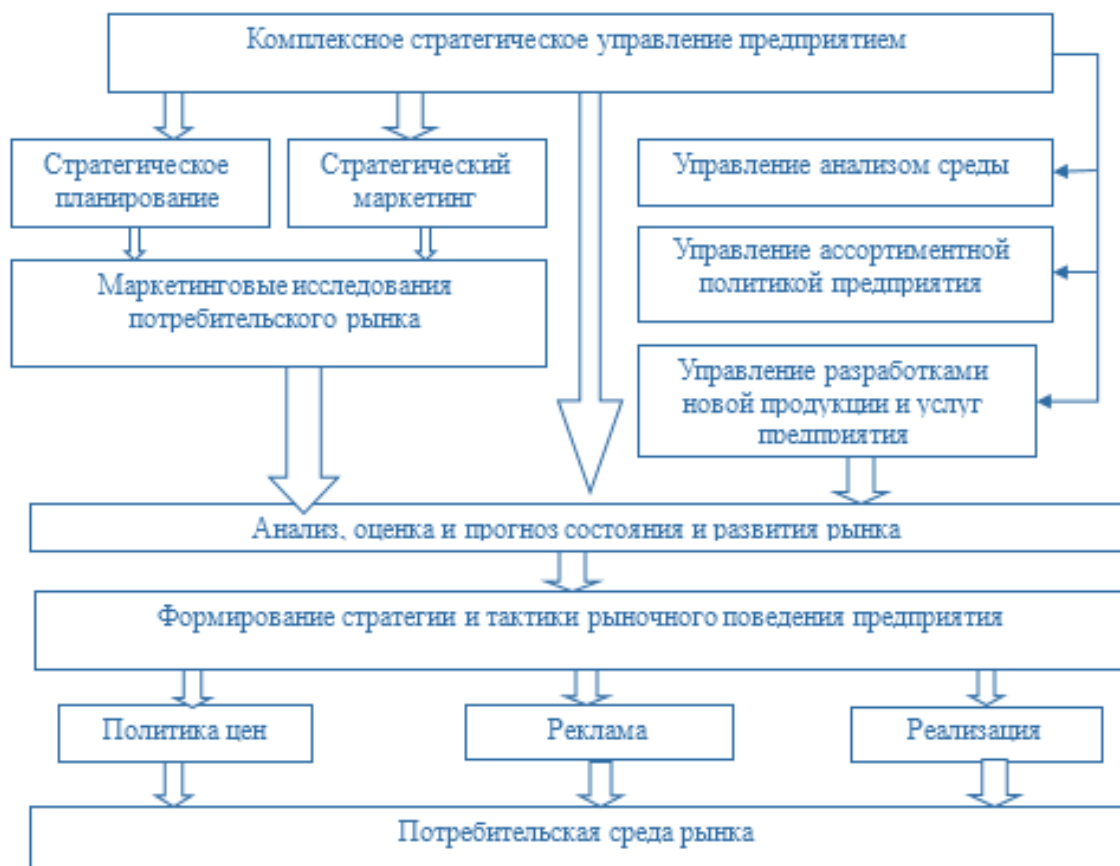 Комплексное стратегическое управление предприятием
Стратегическое
планирование
Стратегический
маркетинг
Управление анализом среды
Управление ассортиментной
политикой предприятия
Маркетинговые исследования
потребительского рынка
Управление разработками
новой продукции и услуг
предприятия
Анализ, оценка и прогноз состояния и развития рынка
Формирование стратегии и тактики рыночного поведения предприятия
Политика цен
Реклама
Реализация
Потребительская среда рынка